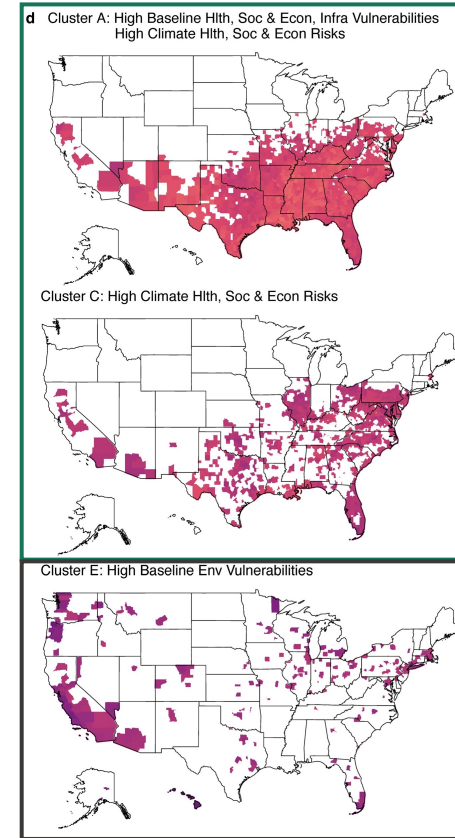 d Cluster A: High Baseline Hlth, Soc & Econ, Infra Vulnerabilities
High Climate Hlth, Soc & Econ Risks
Cluster C: High Climate Hlth, Soc & Econ Risks
Cluster E: High Baseline Env Vulnerabilities